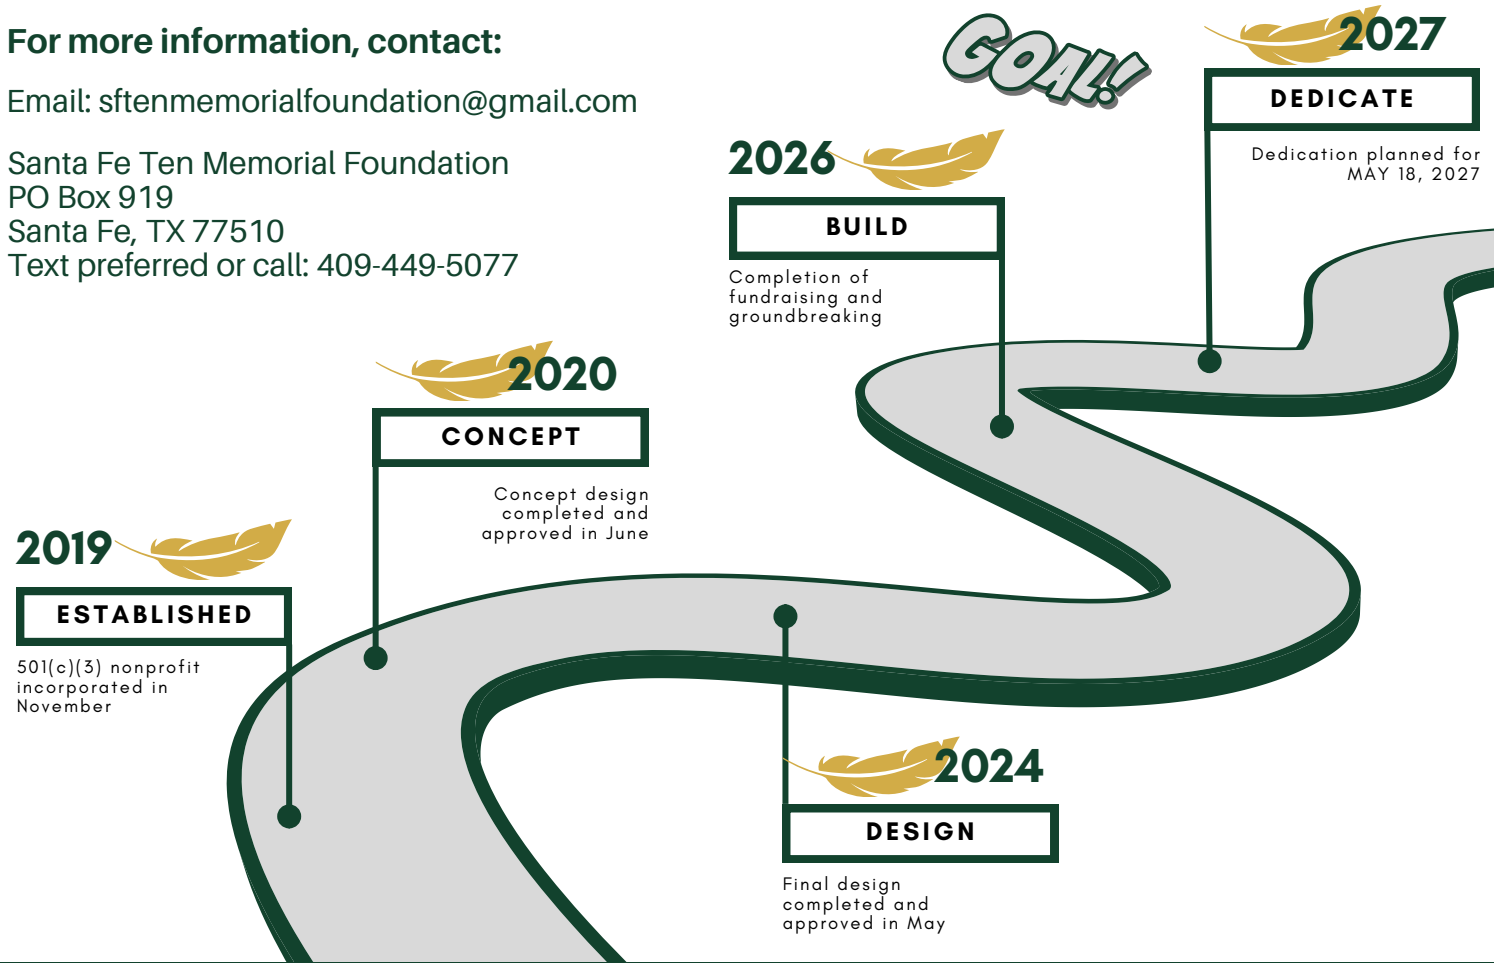 For more information, contact:
Email: sftenmemorialfoundation@gmail.com
Santa Fe Ten Memorial Foundation
PO Box 919
Santa Fe, TX 77510
Text preferred or call: 409-449-5077
GOAL!
2027
DEDICATE
Dedication planned for
MAY 18, 2027
2026
BUILD
Completion of
fundraising and
groundbreaking
2020
CONCEPT
Concept design
completed and
approved in June
2019
ESTABLISHED
501(c)(3) nonprofit
incorporated in
November
2024
DESIGN
Final design
completed and
approved in May